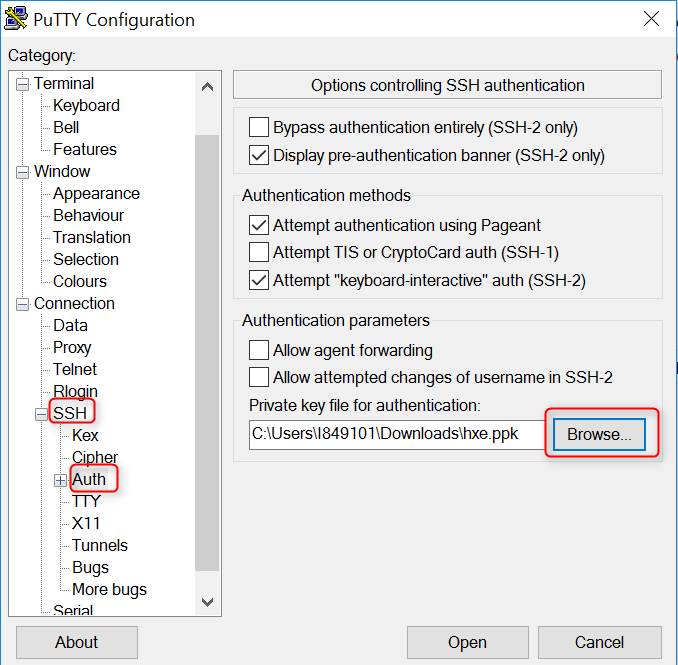 PuTTY Configuration
Category:
Terminal
Keyboard
Bell
Features
Window
Appearance
Behaviour
Translation
Selection
Colours
Connection
Data
Proxy
Telnet
Rlogin
SSH
Kex
Cipher
Auth
TTY
X11
Tunnels
Bugs
More bugs
Serial
Options controlling SSH authentication
Bypass authentication entirely (SSH-2 only)
Display pre-authentication banner (SSH-2 only)
Authentication methods
Attempt authentication using Pageant
Attempt TIS or CryptoCard auth (SSH-1)
Attempt "keyboard-interactive" auth (SSH-2)
Authentication parameters
Allow agent forwarding
Allow attempted changes of username in SSH-2
Private key file for authentication:
C:\Users\I849101\Downloads\hxe.ppk
Browse...
About
Open
Cancel